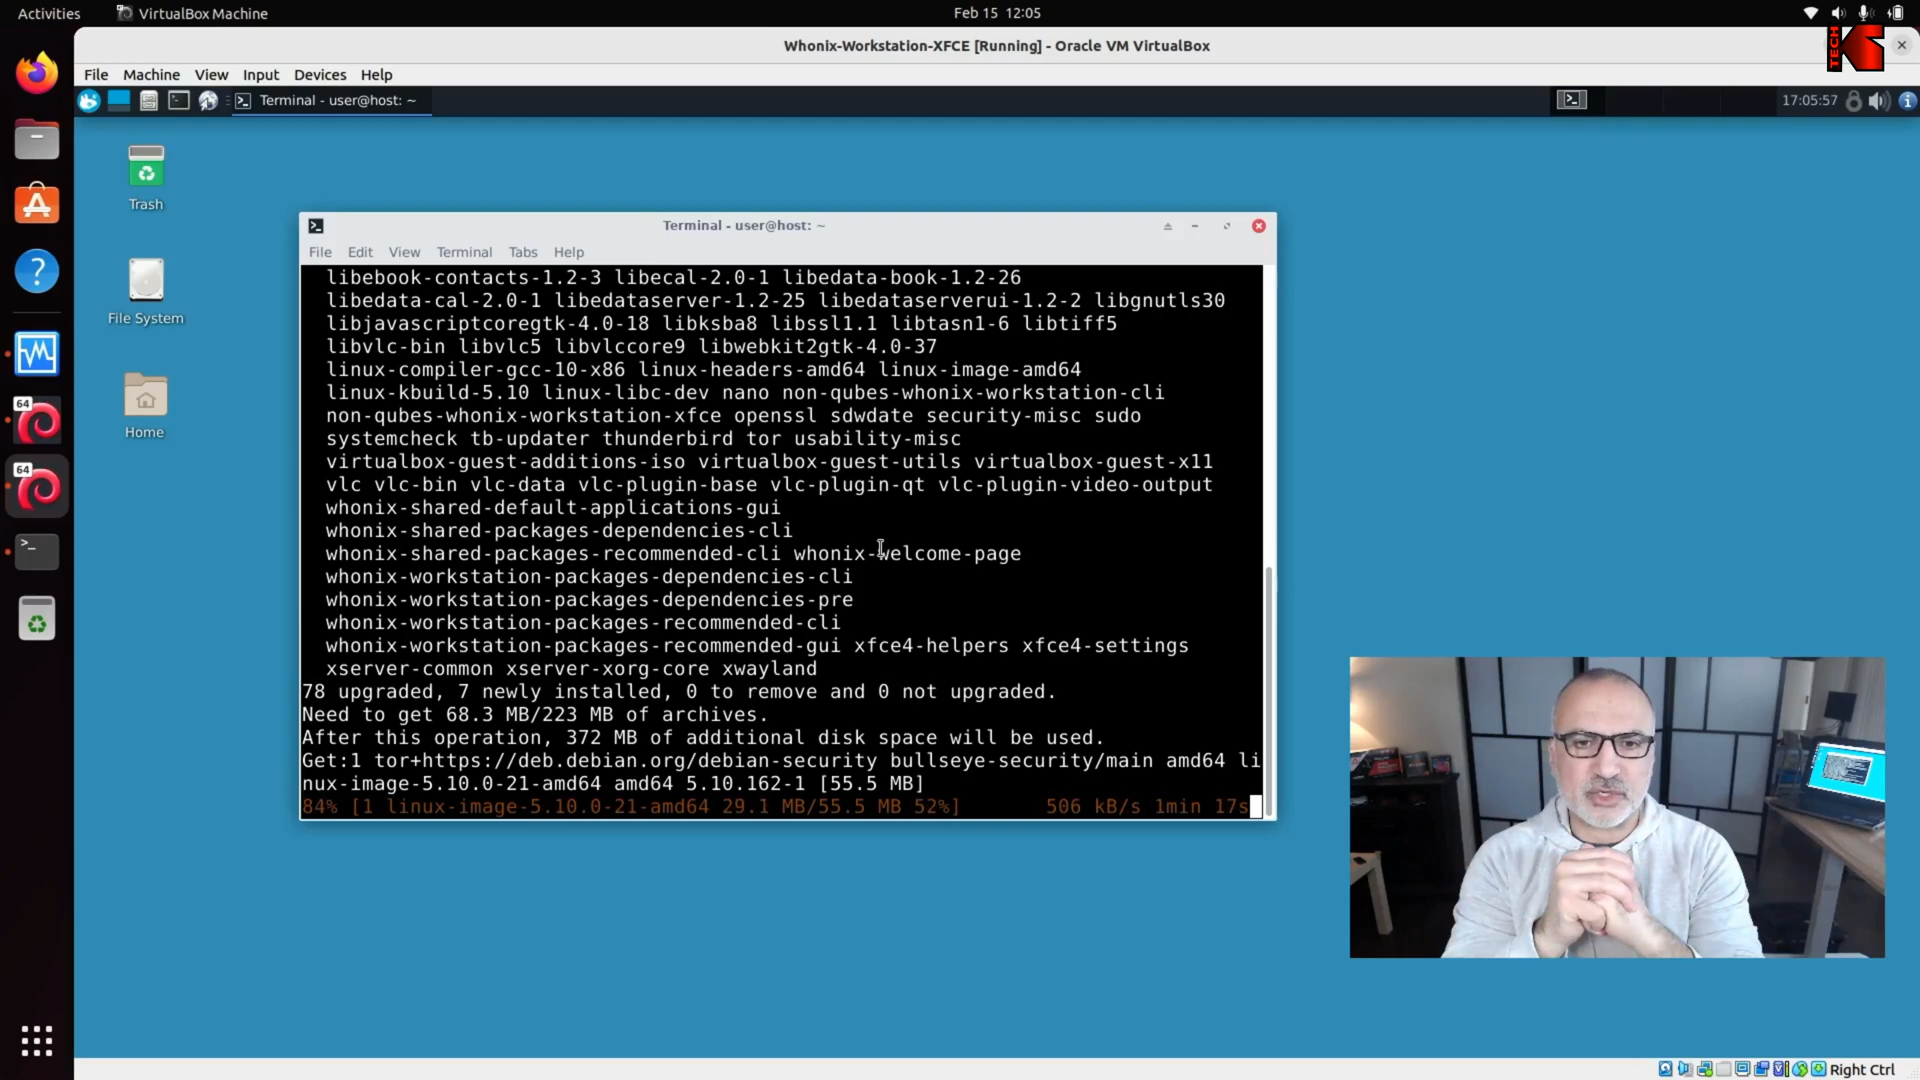 Activities
VirtualBox Machine
Feb 15 12:05
Whonix-Workstation-XFCE [Running] - Oracle VM VirtualBox
TECH
K
File Machine View Input Devices Help
Terminal - user@host: ~
17:05:57
Trash
File System
Home
64
64
Terminal - user@host: ~
File Edit View Terminal Tabs Help
libebook-contacts-1.2-3 libecal-2.0-1 libedata-book-1.2-26
libedata-cal-2.0-1 libedataserver-1.2-25 libedataserverui-1.2-2 libgnutls30
libjavascriptcoregtk-4.0-18 libksba8 libssl1.1 libtasn1-6 libtiff5
libvlc-bin libvlc5 libvlccore9 libwebkit2gtk-4.0-37
linux-compiler-gcc-10-x86 linux-headers-amd64 linux-image-amd64
linux-kbuild-5.10 linux-libc-dev nano non-qubes-whonix-workstation-cli
non-qubes-whonix-workstation-xfce openssl sdwdate security-misc sudo
systemcheck tb-updater thunderbird tor usability-misc
virtualbox-guest-additions-iso virtualbox-guest-utils virtualbox-guest-x11
vlc vlc-bin vlc-data vlc-plugin-base vlc-plugin-qt vlc-plugin-video-output
whonix-shared-default-applications-gui
whonix-shared-packages-dependencies-cli
whonix-shared-packages-recommended-cli whonix-welcome-page
whonix-workstation-packages-dependencies-cli
whonix-workstation-packages-dependencies-pre
whonix-workstation-packages-recommended-cli
whonix-workstation-packages-recommended-gui xfce4-helpers xfce4-settings
xserver-common xserver-xorg-core xwayland
78 upgraded, 7 newly installed, 0 to remove and 0 not upgraded.
Need to get 68.3 MB/223 MB of archives.
After this operation, 372 MB of additional disk space will be used.
Get:1 tor+https://deb.debian.org/debian-security bullseye-security/main amd64 li
nux-image-5.10.0-21-amd64 amd64 5.10.162-1 [55.5 MB]
84% [1 linux-image-5.10.0-21-amd64 29.1 MB/55.5 MB 52%] 506 kB/s 1min 17s
Right Ctrl